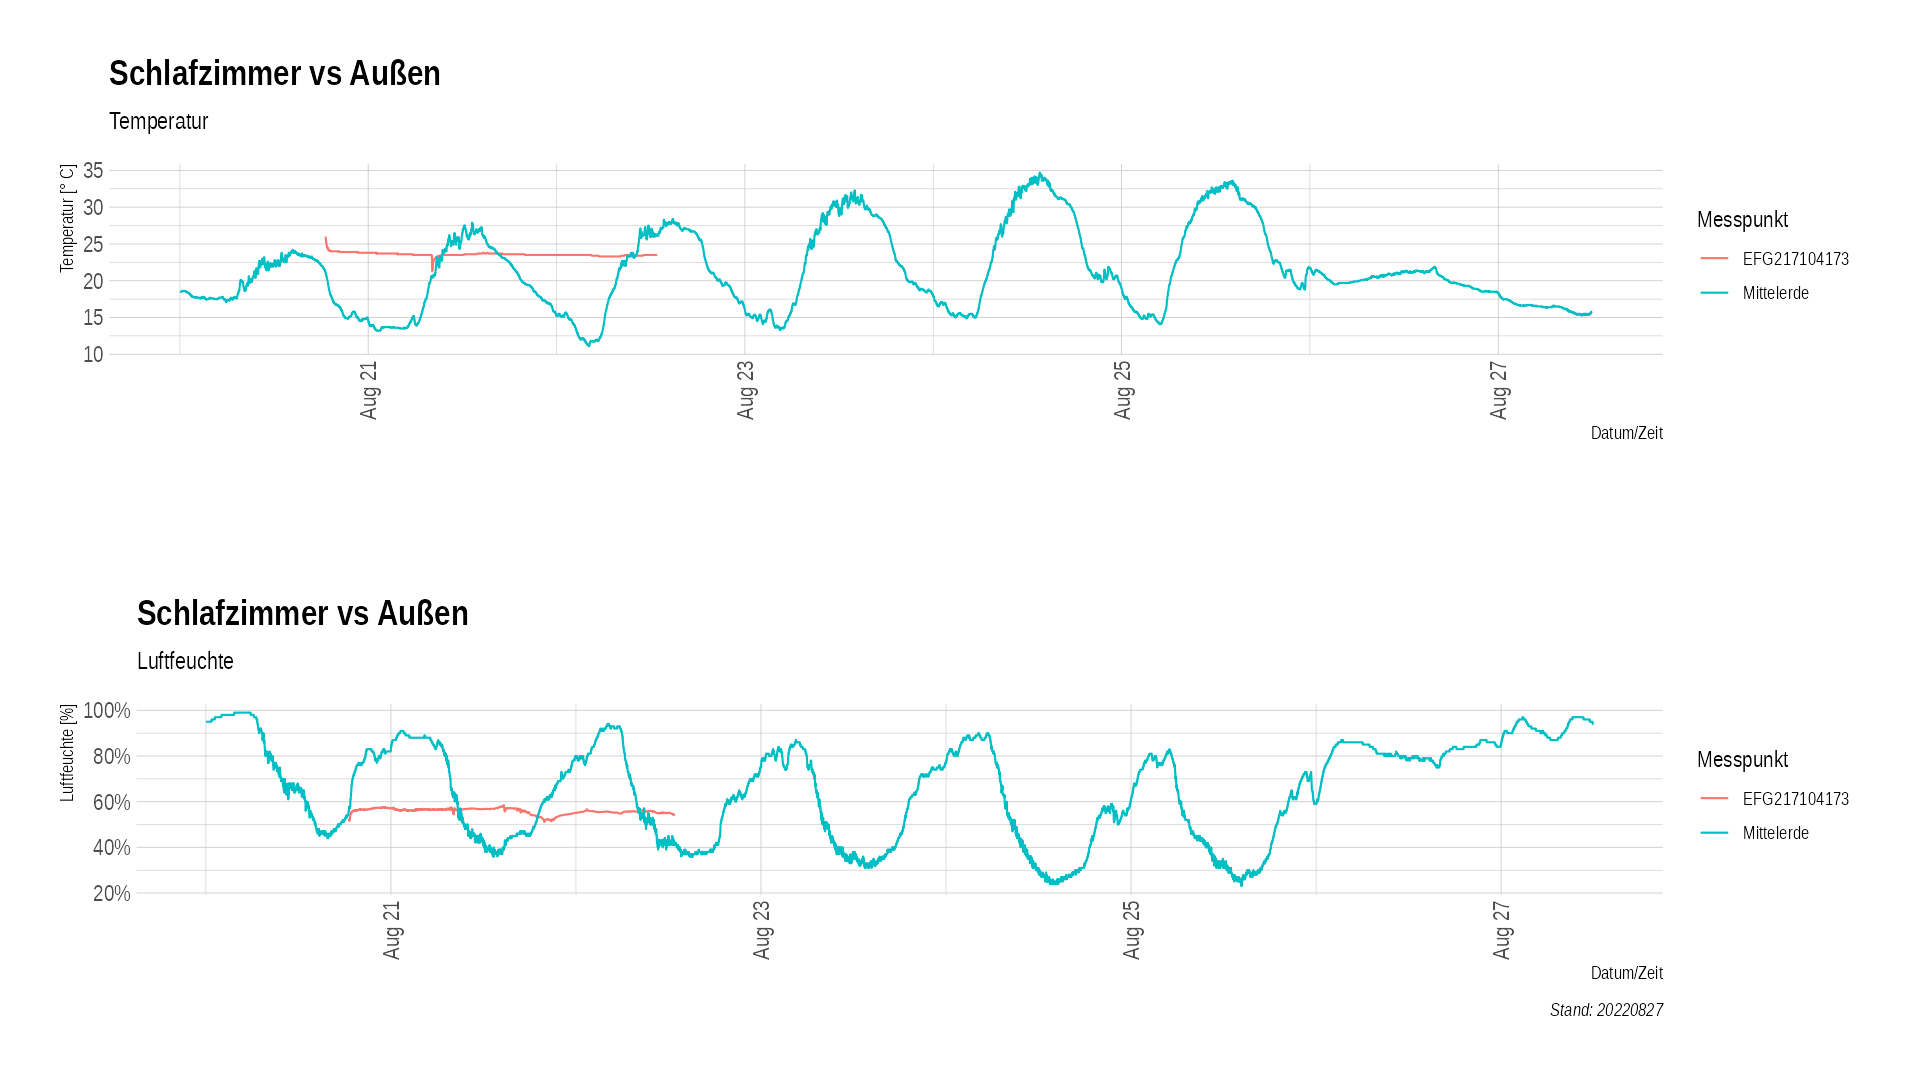 Schlafzimmer vs Außen
Temperatur
Temperatur [° C]
35
30
25
20
15
10
Aug 21
Aug 23
Aug 25
Aug 27
Datum/Zeit
Messpunkt
EFG217104173
Mittelerde
Schlafzimmer vs Außen
Luftfeuchte
Luftfeuchte [%]
100%
80%
60%
40%
20%
Aug 21
Aug 23
Aug 25
Aug 27
Datum/Zeit
Messpunkt
EFG217104173
Mittelerde
Stand: 20220827